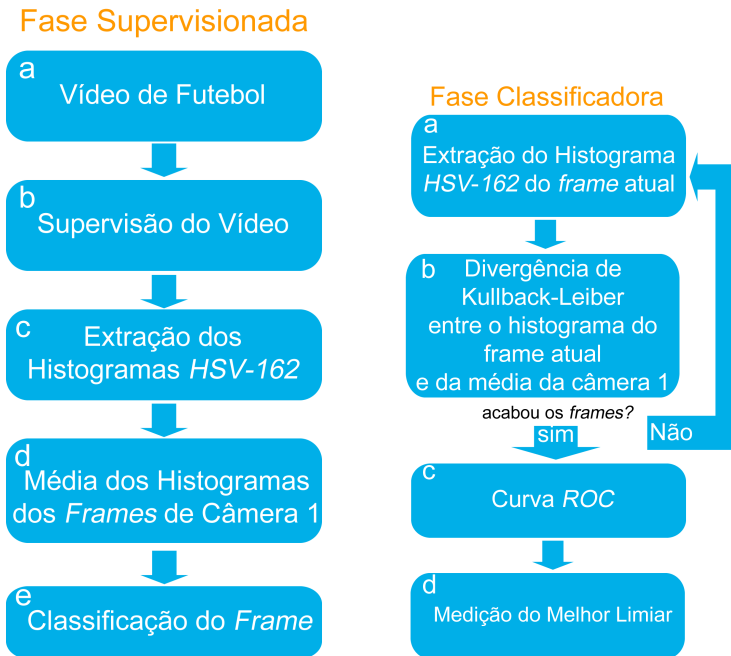 Fase Supervisionada
a
Vídeo de Futebol
b
Supervisão do Vídeo
c
Extração dos
Histogramas HSV-162
d
Média dos Histogramas
dos Frames de Câmera 1
e
Classificação do Frame
Fase Classificadora
a
Extração do Histograma
HSV-162 do frame atual
b
Divergência de
Kullback-Leiber
entre o histograma do
frame atual
e da média da câmera 1
acabou os frames?
sim
Não
c
Curva ROC
d
Medição do Melhor Limiar